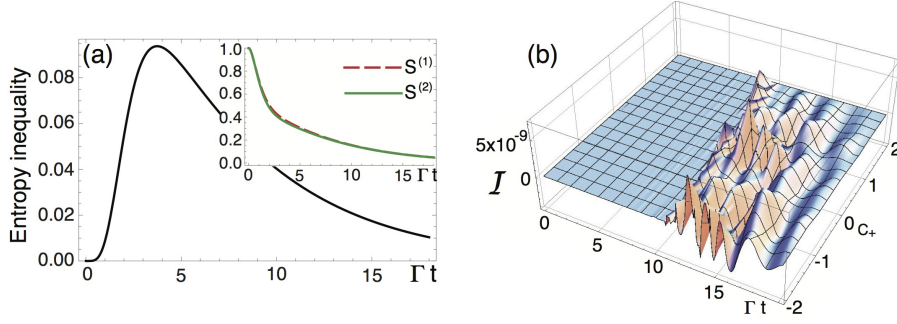 (a)
Entropy inequality
0.08
0.06
0.04
0.02
0.00
0 5 10 15 Γ t
1.0
0.8
0.6
0.4
0.2
0.0
0 5 10 15 Γ t
S(1)
S(2)
(b)
5x10-9
0
I
0 5 10 15 Γ t
-2 -1 0 1 2
C+